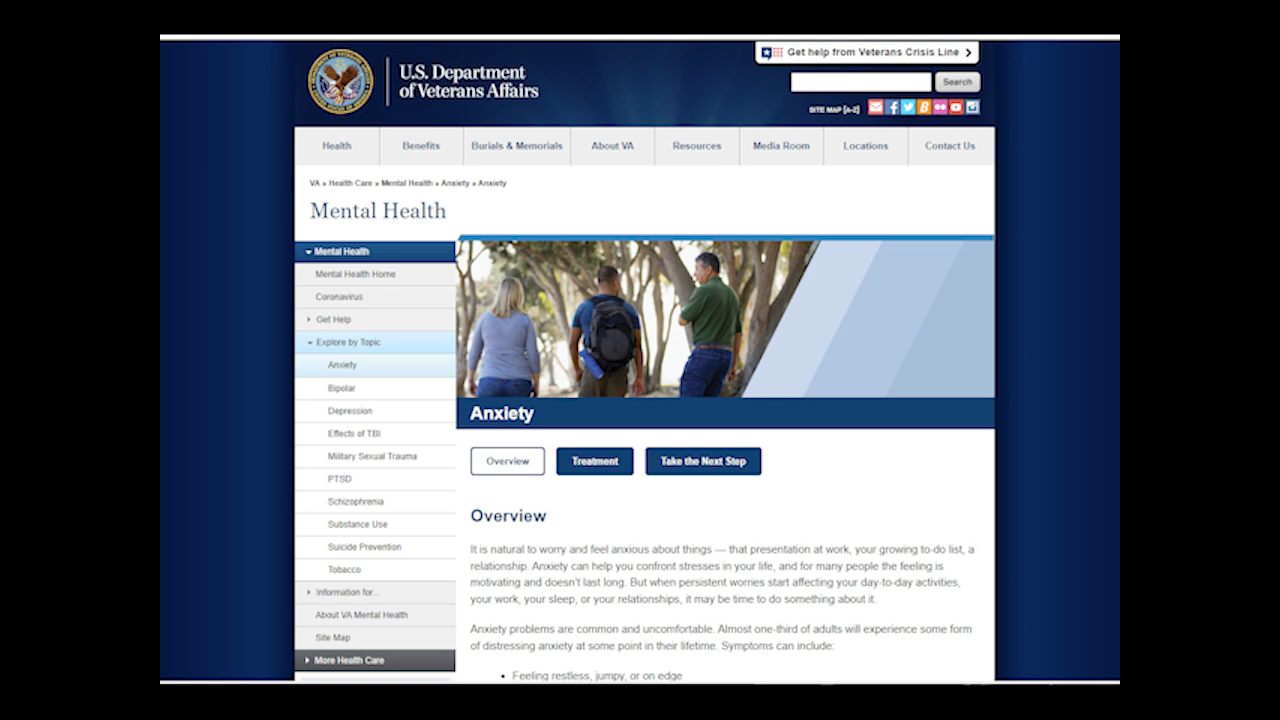 Get help from Veterans Crisis Line
U.S. Department
of Veterans Affairs
Search
SITE MAP [A-Z]
Health Benefits Burials & Memorials About VA Resources Media Room Locations Contact Us
VA » Health Care » Mental Health » Anxiety » Anxiety
Mental Health
Mental Health
Mental Health Home
Coronavirus
Get Help
Explore by Topic
Anxiety
Bipolar
Depression
Effects of TBI
Military Sexual Trauma
PTSD
Schizophrenia
Substance Use
Suicide Prevention
Tobacco
Information for...
About VA Mental Health
Site Map
More Health Care
Anxiety
Overview Treatment Take the Next Step
Overview
It is natural to worry and feel anxious about things — that presentation at work, your growing to-do list, a
relationship. Anxiety can help you confront stresses in your life, and for many people the feeling is
motivating and doesn't last long. But when persistent worries start affecting your day-to-day activities,
your work, your sleep, or your relationships, it may be time to do something about it.
Anxiety problems are common and uncomfortable. Almost one-third of adults will experience some form
of distressing anxiety at some point in their lifetime. Symptoms can include:
• Feeling restless, jumpy, or on edge